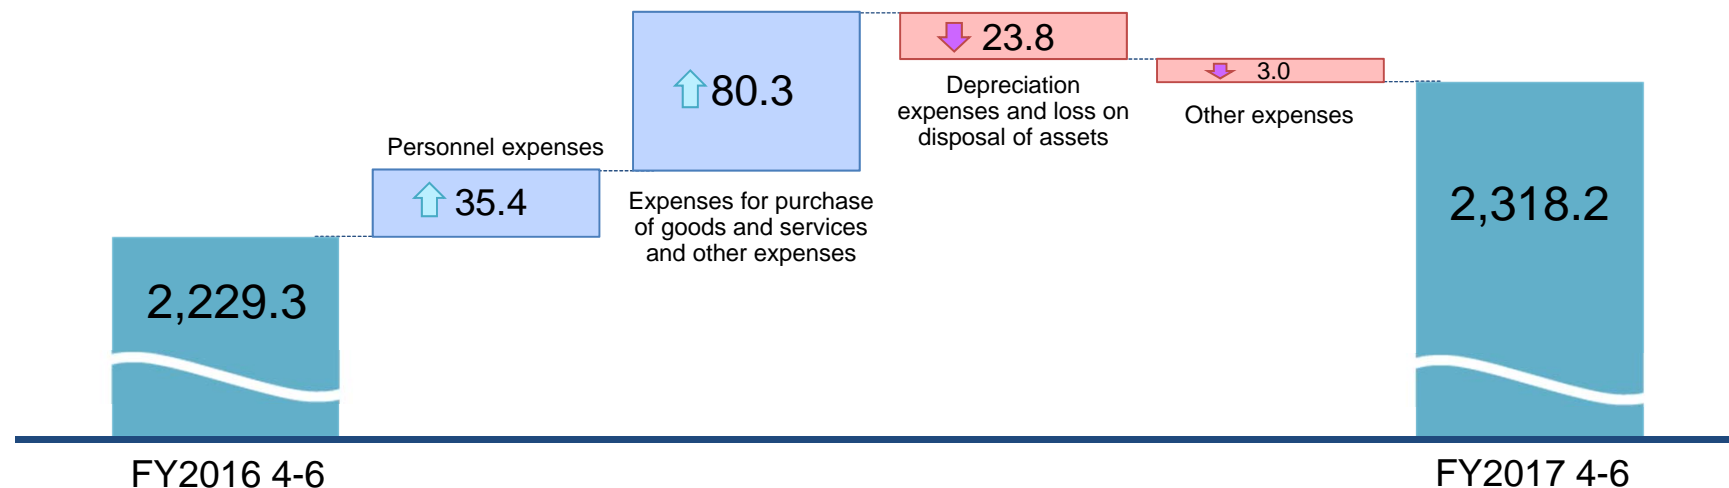 2,229.3
FY2016 4-6
Personnel expenses
35.4
80.3
Expenses for purchase
of goods and services
and other expenses
23.8
Depreciation
expenses and loss on
disposal of assets
3.0
Other expenses
2,318.2
FY2017 4-6